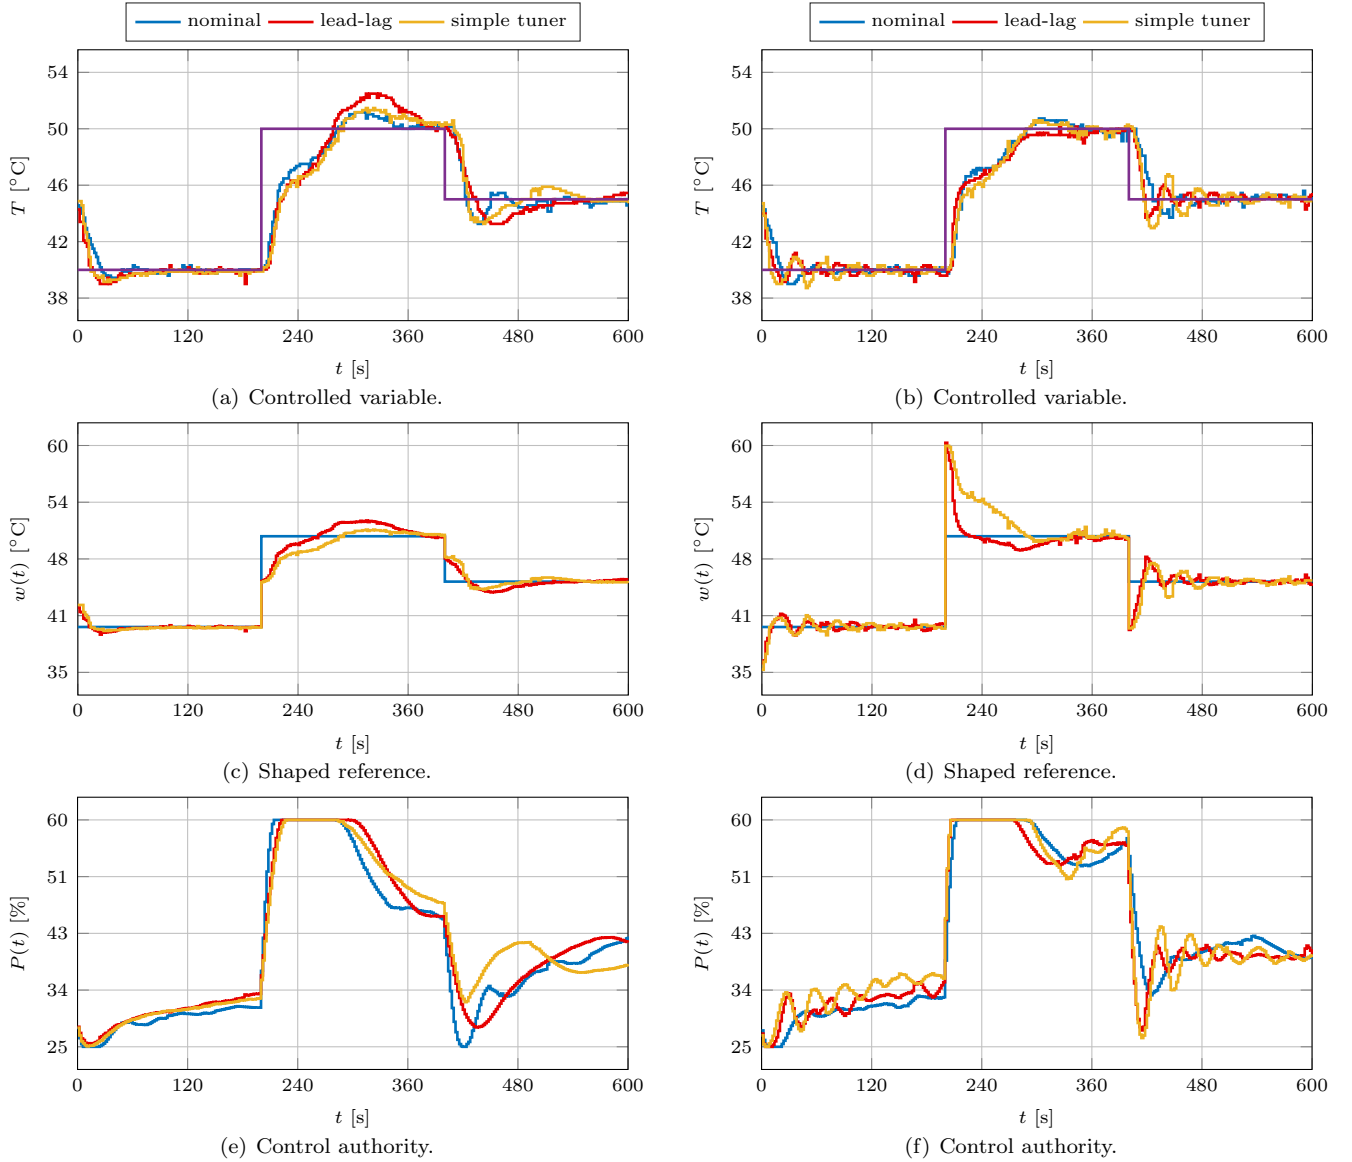 nominal lead-lag simple tuner
54
50
46
42
38
T [°C]
0 120 240 360 480 600
t [s]
(a) Controlled variable.
nominal lead-lag simple tuner
54
50
46
42
38
T [°C]
0 120 240 360 480 600
t [s]
(b) Controlled variable.
60
54
48
41
35
w(t) [°C]
0 120 240 360 480 600
t [s]
(c) Shaped reference.
60
54
48
41
35
w(t) [°C]
0 120 240 360 480 600
t [s]
(d) Shaped reference.
60
51
43
34
25
P(t) [%]
0 120 240 360 480 600
t [s]
(e) Control authority.
60
51
43
34
25
P(t) [%]
0 120 240 360 480 600
t [s]
(f) Control authority.